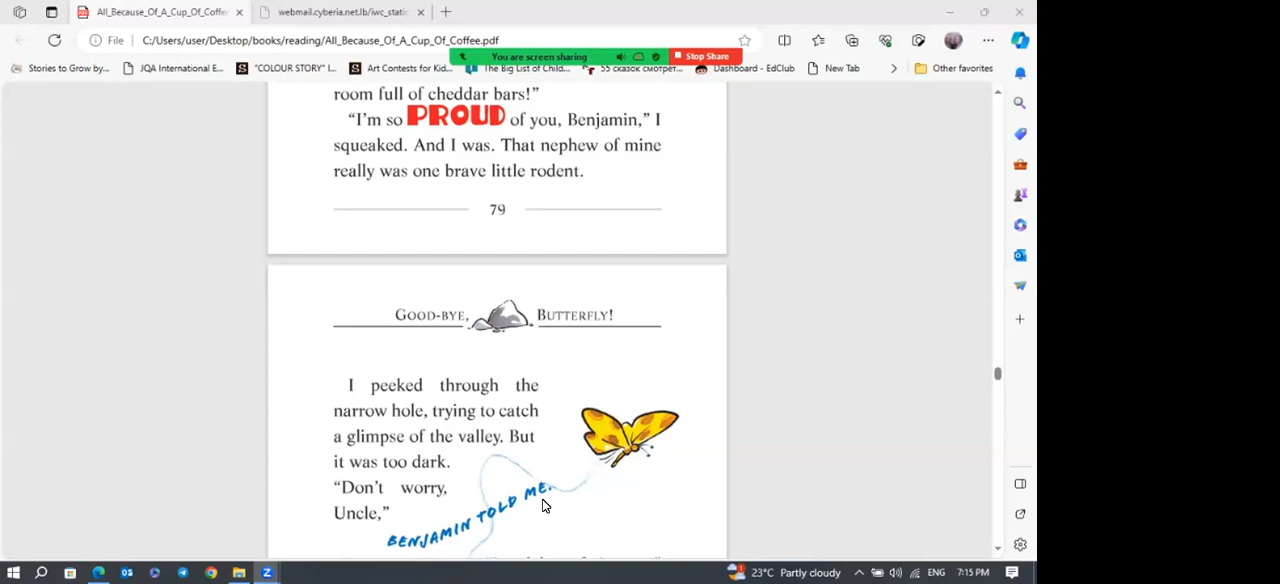 All_Because_Of_A_Cup_Of_Coffe
webmail.cyberia.net.lb/iwc_stati
File
C:/Users/user/Desktop/books/reading/All_Because_Of_A_Cup_Of_Coffee.pdf
You are screen sharing
Stop Share
Stories to Grow by...
JQA International E...
"COLOUR STORY" I...
Art Contests for Kid...
The Big List of Child...
55 сказок смотрет...
Dashboard - EdClub
New Tab
Other favorites
room full of cheddar bars!”
“I’m so PROUD of you, Benjamin,” I
squeaked. And I was. That nephew of mine
really was one brave little rodent.
79
GOOD-BYE, BUTTERFLY!
I peeked through the
narrow hole, trying to catch
a glimpse of the valley. But
it was too dark.
“Don’t worry,
Uncle,”
BENJAMIN TOLD ME.
23°C Partly cloudy
ENG
7:15 PM